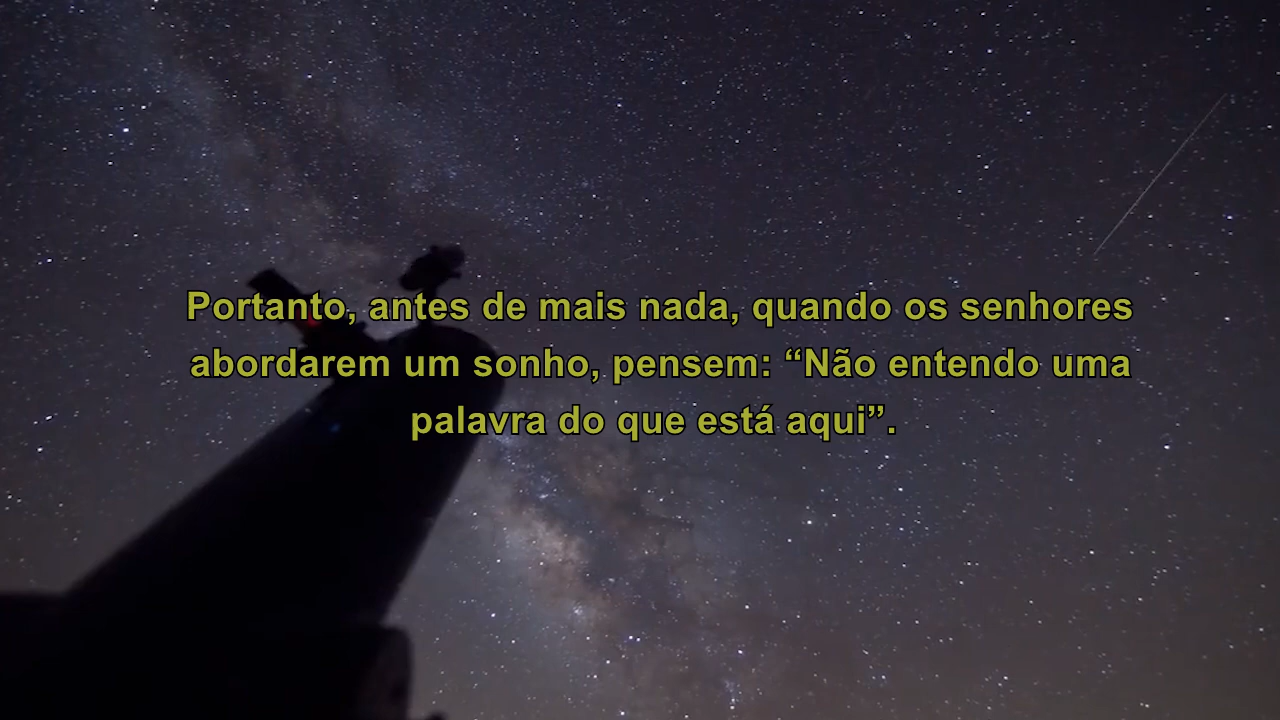 Portanto, antes de mais nada, quando os senhores
abordarem um sonho, pensem: “Não entendo uma
palavra do que está aqui”.